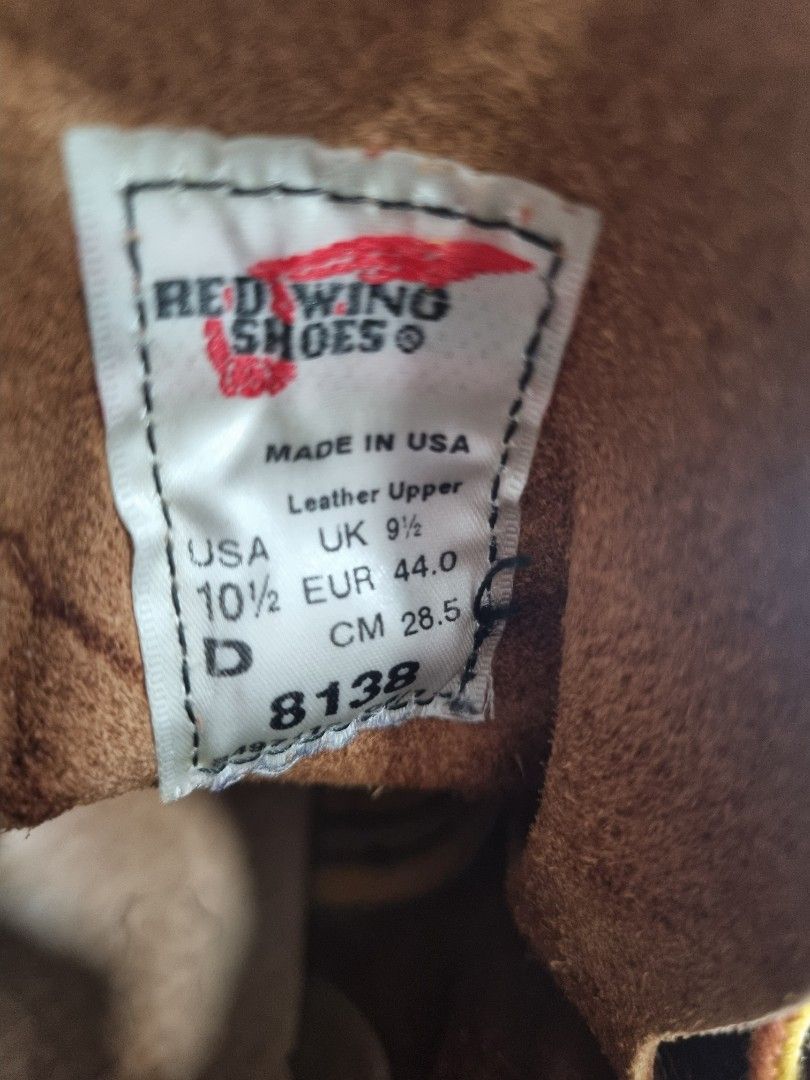 RED WING
SHOES ®
MADE IN USA
Leather Upper
USA UK 9½
10½ EUR 44.0
D CM 28.5
8138